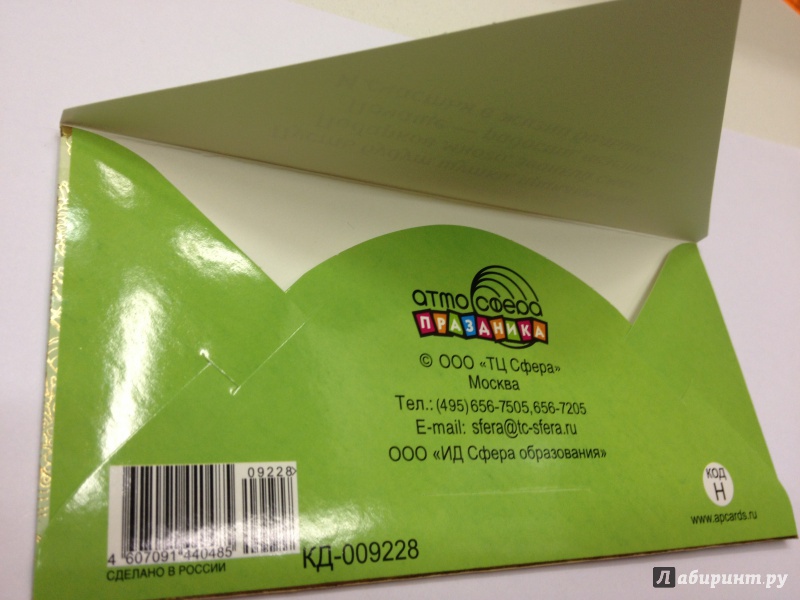 атмосфера
ПРАЗДНИКА
© ООО «ТЦ Сфера»
Москва
Тел.: (495) 656-7505, 656-7205
E-mail: sfera@tc-sfera.ru
ООО «ИД Сфера образования»
09228
4 607091 440485
СДЕЛАНО В РОССИИ
КД-009228
КОД
Н
www.apcards.ru
Лабиринт.ру